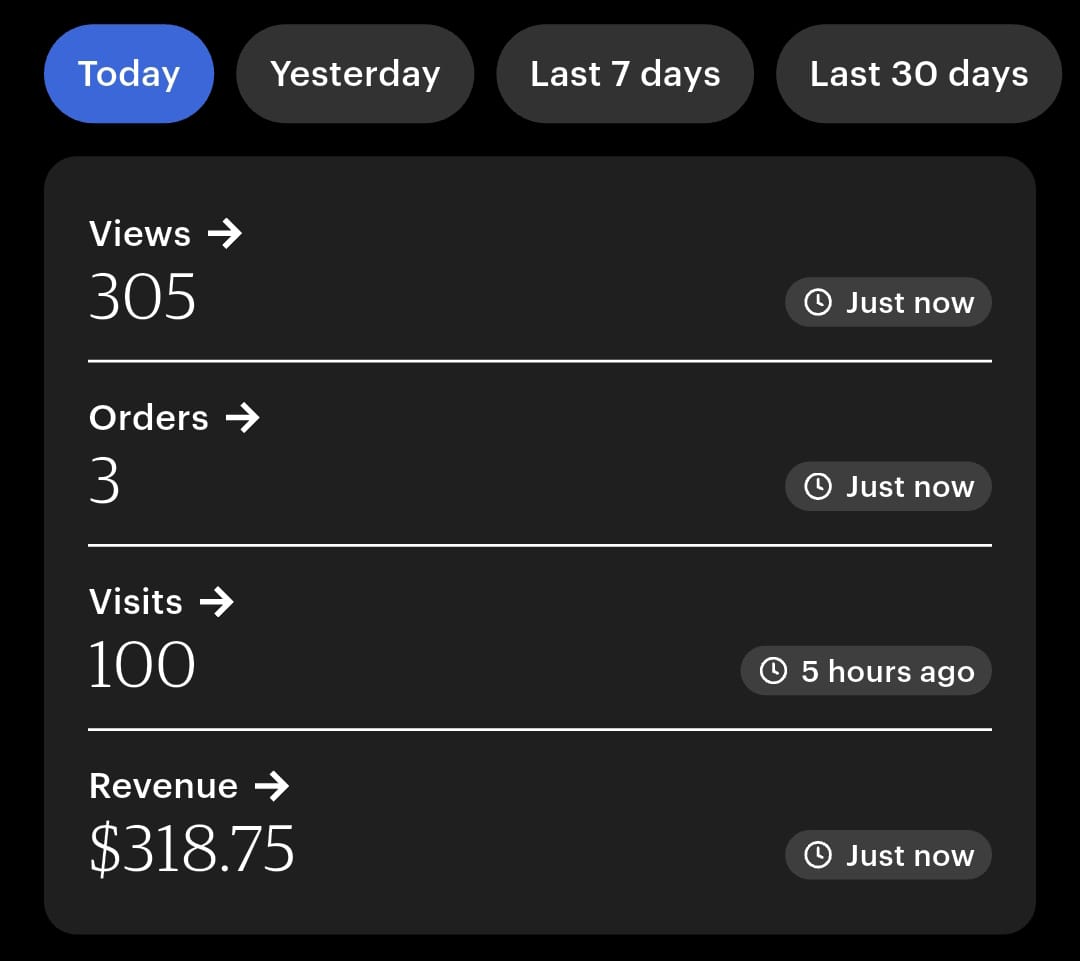 Today Yesterday Last 7 days Last 30 days
Views →
305
Just now
Orders →
3
Just now
Visits →
100
5 hours ago
Revenue →
$318.75
Just now